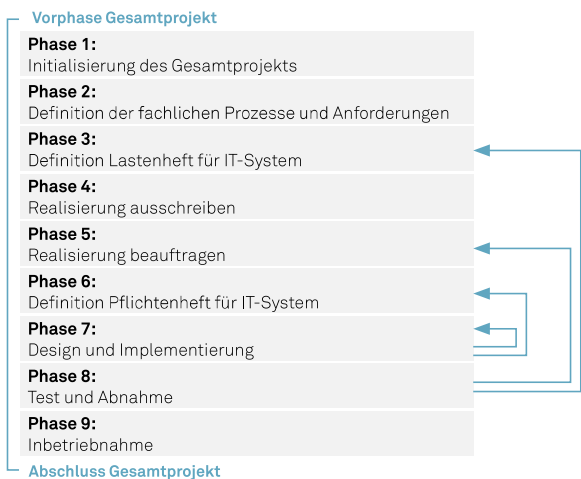 Vorphase Gesamtprojekt
Phase 1:
Initialisierung des Gesamtprojekts
Phase 2:
Definition der fachlichen Prozesse und Anforderungen
Phase 3:
Definition Lastenheft für IT-System
Phase 4:
Realisierung ausschreiben
Phase 5:
Realisierung beauftragen
Phase 6:
Definition Pflichtenheft für IT-System
Phase 7:
Design und Implementierung
Phase 8:
Test und Abnahme
Phase 9:
Inbetriebnahme
Abschluss Gesamtprojekt